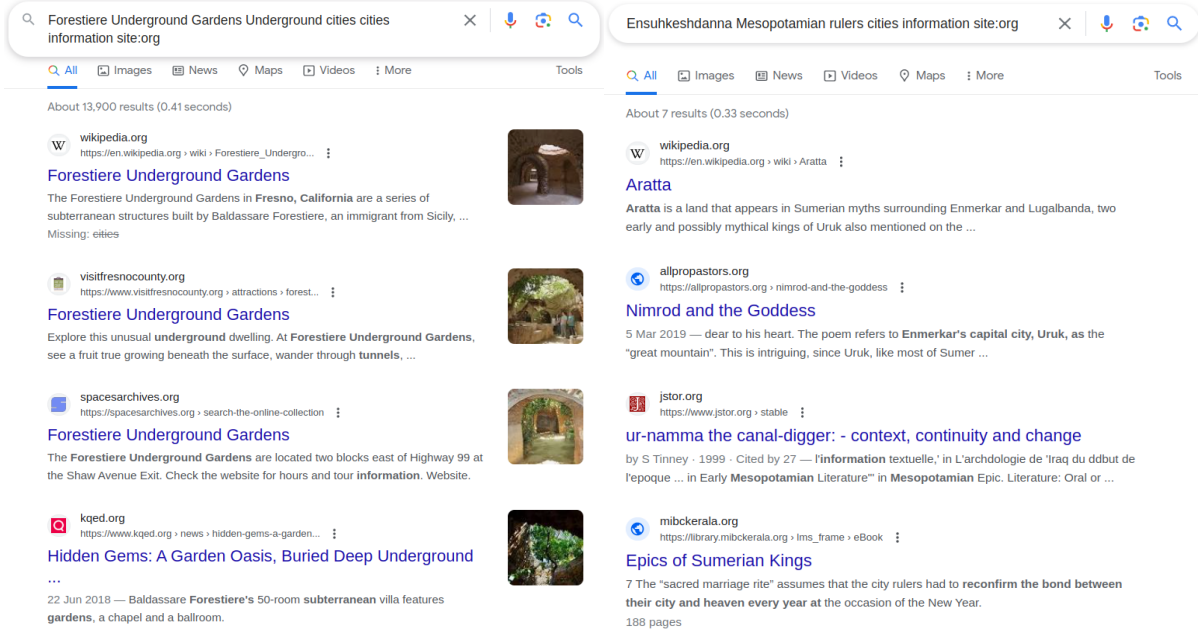 Forestiere Underground Gardens Underground cities cities
information site:org
All
Images
News
Maps
Videos
More
Tools
About 13,900 results (0.41 seconds)
W
wikipedia.org
https://en.wikipedia.org › wiki › Forestiere_Undergro...
Forestiere Underground Gardens
The Forestiere Underground Gardens in Fresno, California are a series of
subterranean structures built by Baldassare Forestiere, an immigrant from Sicily, ...
Missing: cities
visitfresnocounty.org
https://www.visitfresnocounty.org › attractions › forest...
Forestiere Underground Gardens
Explore this unusual underground dwelling. At Forestiere Underground Gardens,
see a fruit true growing beneath the surface, wander through tunnels, ...
spacesarchives.org
https://spacesarchives.org › search-the-online-collection
Forestiere Underground Gardens
The Forestiere Underground Gardens are located two blocks east of Highway 99 at
the Shaw Avenue Exit. Check the website for hours and tour information. Website.
kqed.org
https://www.kqed.org › news › hidden-gems-a-garden...
Hidden Gems: A Garden Oasis, Buried Deep Underground
...
22 Jun 2018 — Baldassare Forestiere's 50-room subterranean villa features
gardens, a chapel and a ballroom.
Ensuhkeshdanna Mesopotamian rulers cities information site:org
All
Images
News
Videos
Maps
More
Tools
About 7 results (0.33 seconds)
W
wikipedia.org
https://en.wikipedia.org › wiki › Aratta
Aratta
Aratta is a land that appears in Sumerian myths surrounding Enmerkar and Lugalbanda, two
early and possibly mythical kings of Uruk also mentioned on the ...
allpropastors.org
https://allpropastors.org › nimrod-and-the-goddess
Nimrod and the Goddess
5 Mar 2019 — dear to his heart. The poem refers to Enmerkar's capital city, Uruk, as the
“great mountain”. This is intriguing, since Uruk, like most of Sumer ...
jstor.org
https://www.jstor.org › stable
ur-namma the canal-digger: - context, continuity and change
by S Tinney · 1999 · Cited by 27 — l'information textuelle,' in L'archdologie de 'Iraq du ddbut de
l'epoque ... in Early Mesopotamian Literature"' in Mesopotamian Epic. Literature: Oral or ...
mibckerala.org
https://library.mibckerala.org › lms_frame › eBook
Epics of Sumerian Kings
7 The “sacred marriage rite” assumes that the city rulers had to reconfirm the bond between
their city and heaven every year at the occasion of the New Year.
188 pages